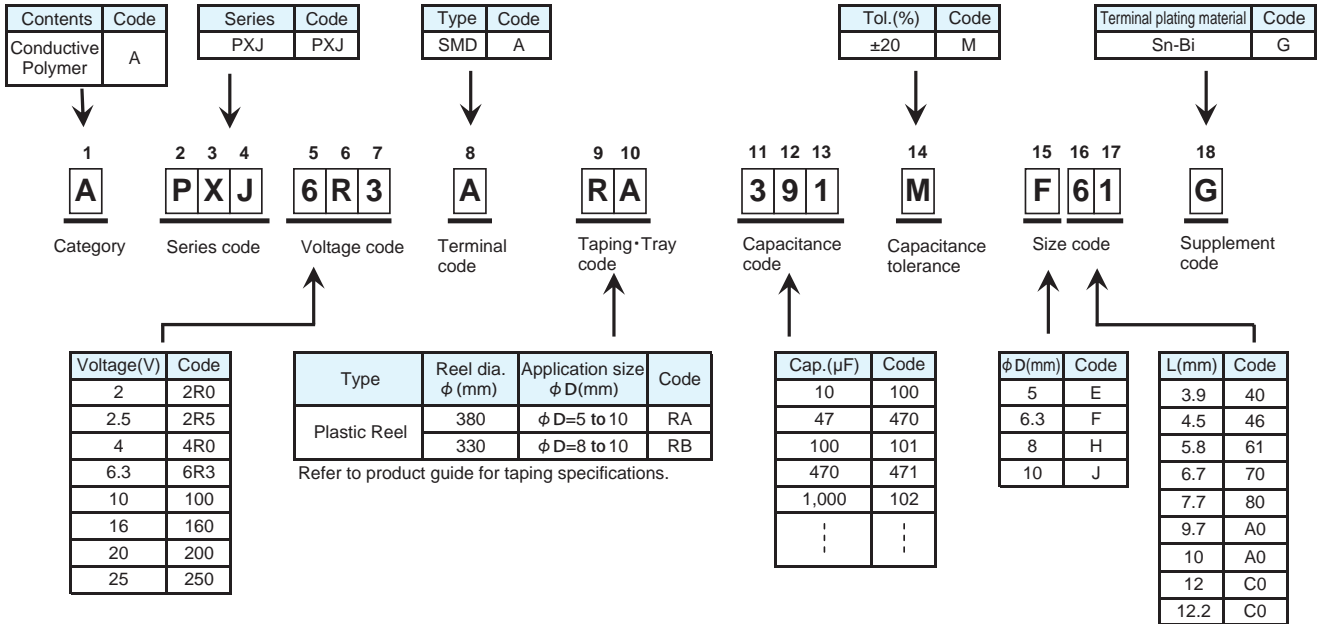 Contents Code
Conductive Polymer A
Series Code
PXJ PXJ
Type Code
SMD A
Tol.(%) Code
±20 M
Terminal plating material Code
Sn-Bi G
1 2 3 4 5 6 7 8 9 10 11 12 13 14 15 16 17 18
A P X J 6 R 3 A R A 3 9 1 M F 6 1 G
Category
Series code
Voltage code
Terminal code
Taping・Tray code
Capacitance code
Capacitance tolerance
Size code
Supplement code
Voltage(V) Code
2 2R0
2.5 2R5
4 4R0
6.3 6R3
10 100
16 160
20 200
25 250
Type Reel dia. ϕ (mm) Application size ϕ D(mm) Code
Plastic Reel 380 ϕ D=5 to 10 RA
330 ϕ D=8 to 10 RB
Refer to product guide for taping specifications.
Cap.(µF) Code
10 100
47 470
100 101
470 471
1,000 102
ϕ D(mm) Code
5 E
6.3 F
8 H
10 J
L(mm) Code
3.9 40
4.5 46
5.8 61
6.7 70
7.7 80
9.7 A0
10 A0
12 C0
12.2 C0